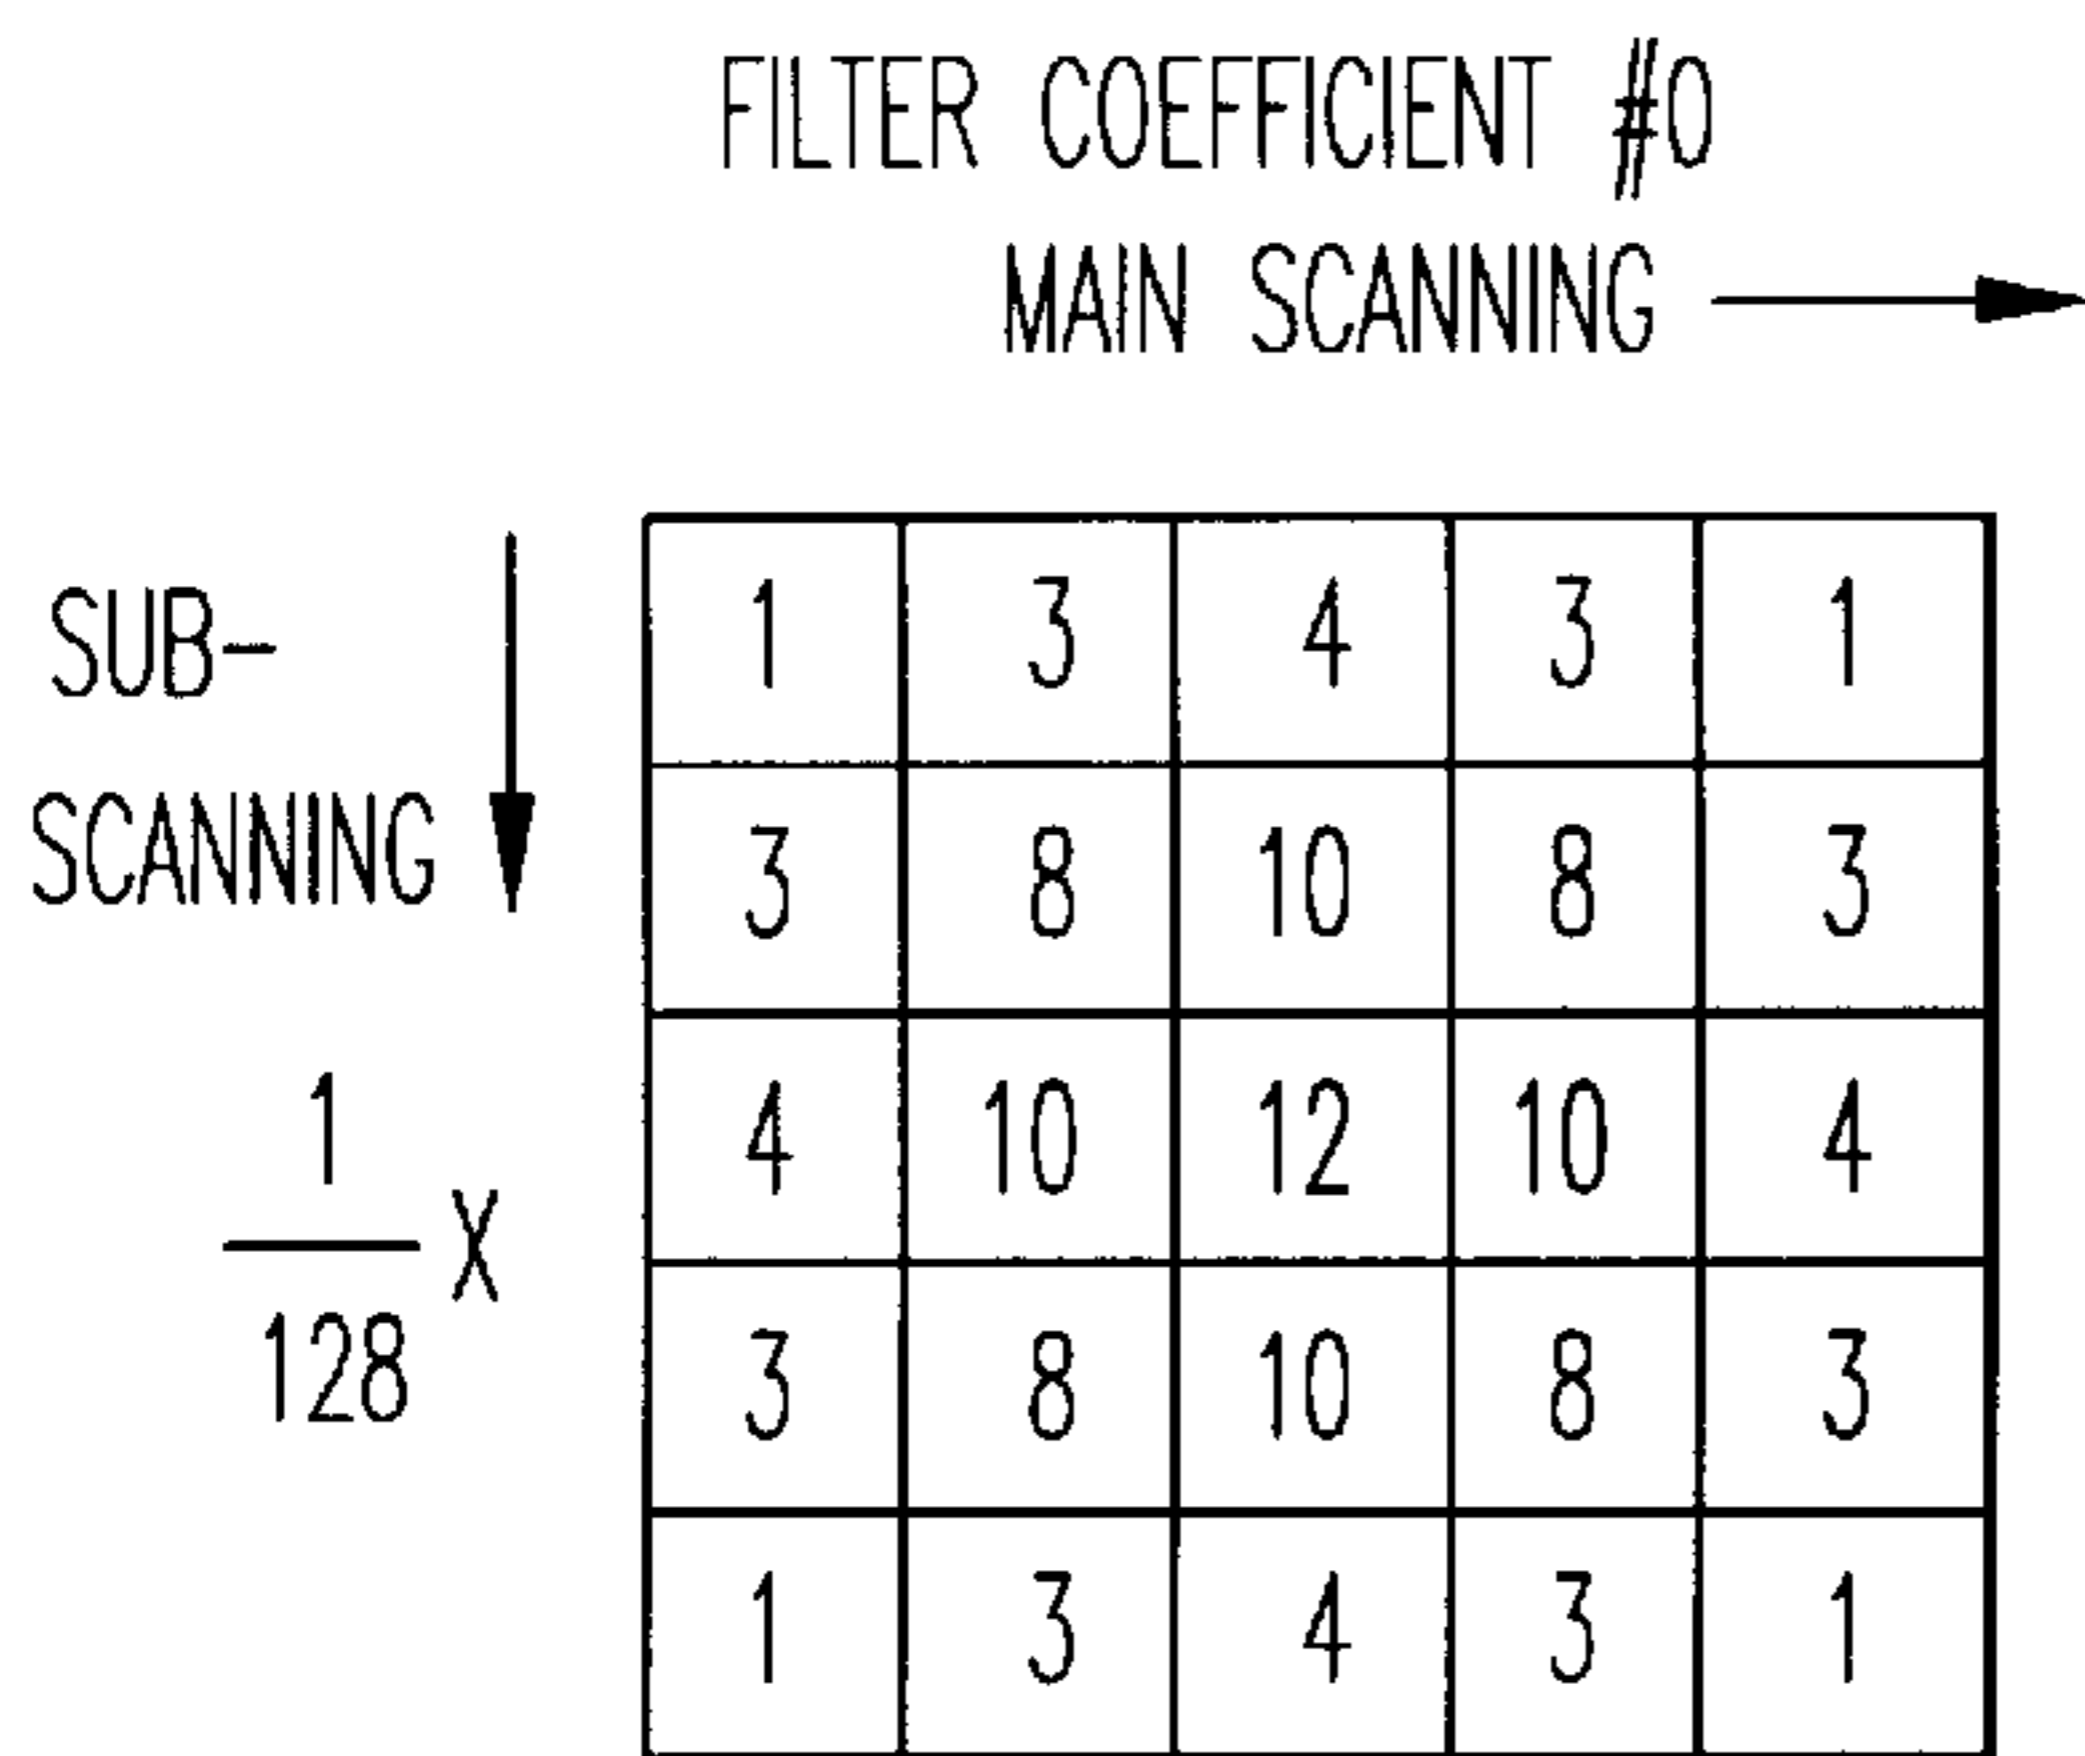 FILTER COEFFICIENT #0
MAIN SCANNING
SUB-
SCANNING
1
128
X
1 3 4 3 1
3 8 10 8 3
4 10 12 10 4
3 8 10 8 3
1 3 4 3 1